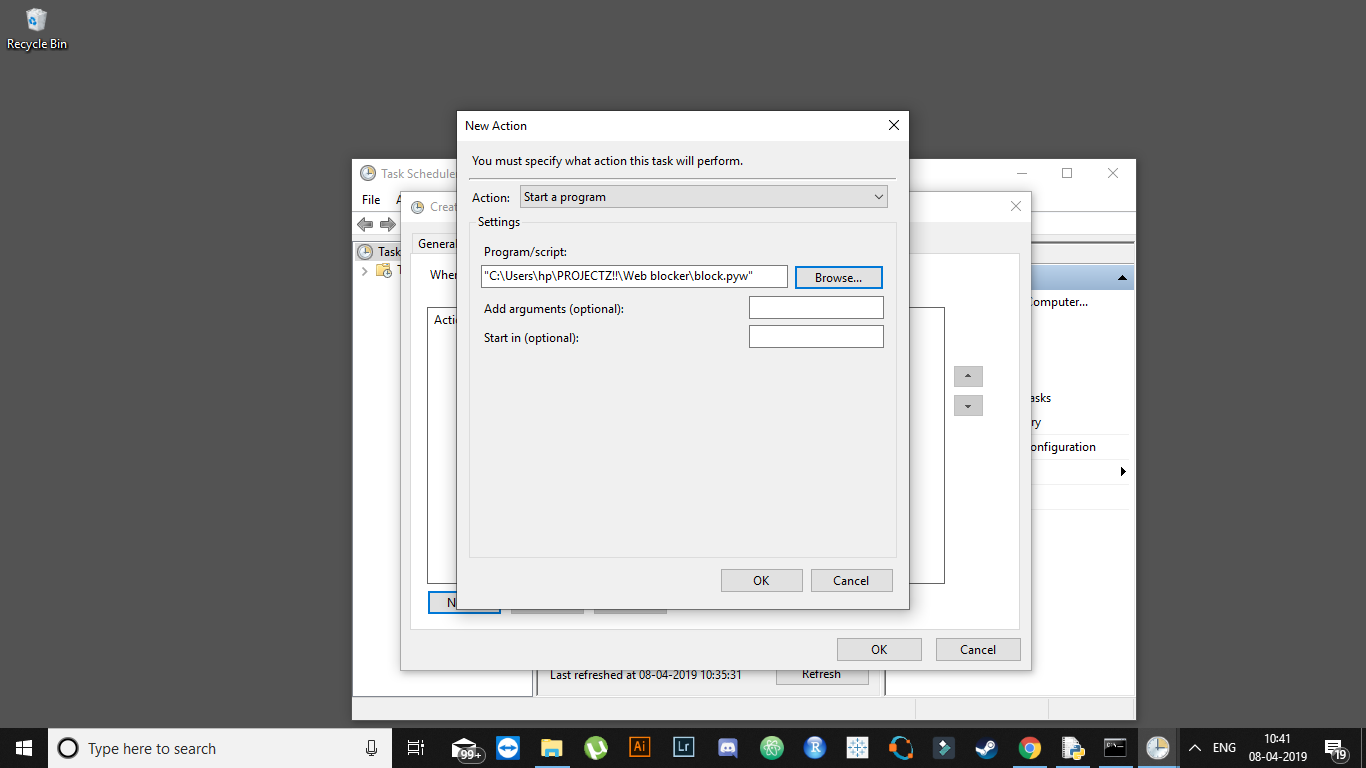 Recycle Bin
New Action
You must specify what action this task will perform.
Action:
Start a program
Settings
Program/script:
"C:\Users\hp\PROJECTZ!!\Web blocker\block.pyw"
Browse...
Add arguments (optional):
Start in (optional):
OK
Cancel
Task Schedule
File
Creat
General
Task
When
Actio
Computer...
asks
ry
onfiguration
N
OK
Cancel
Last refreshed at 08-04-2019 10:35:31
Refresh
Type here to search
99+
Ai
Lr
R
ENG
10:41
08-04-2019
19